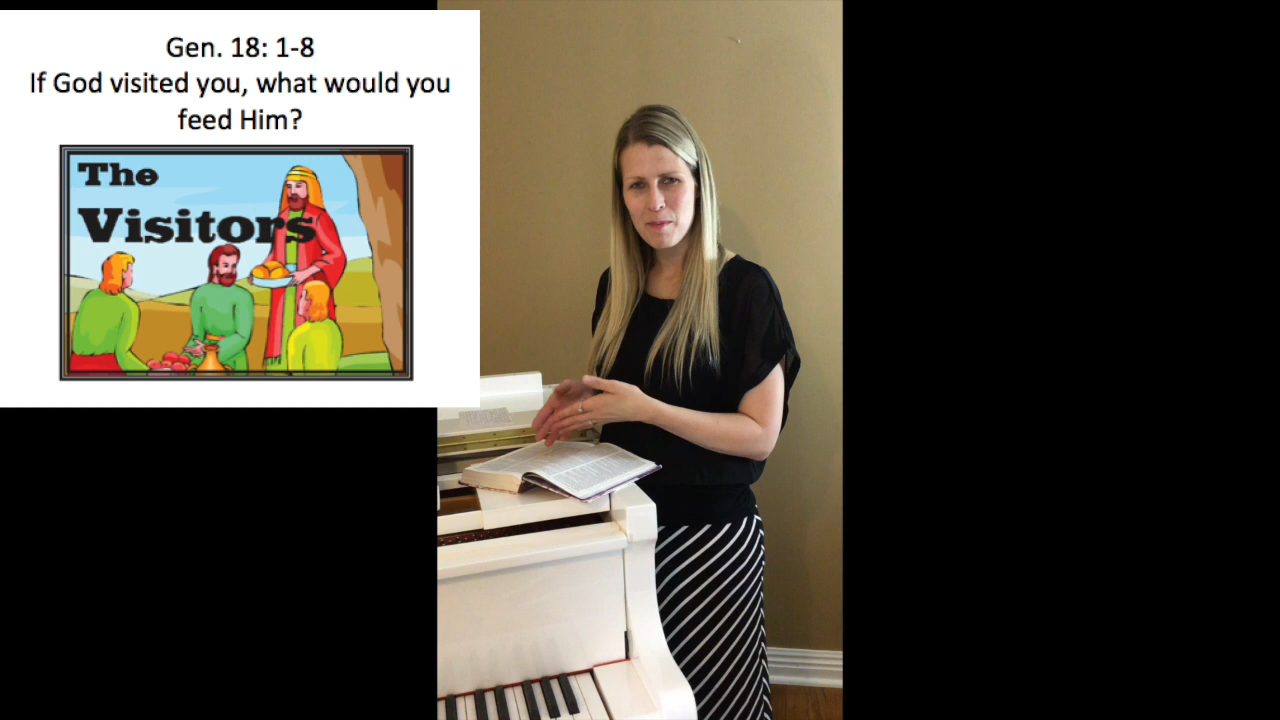 Gen. 18: 1-8
If God visited you, what would you
feed Him?
The
Visitors